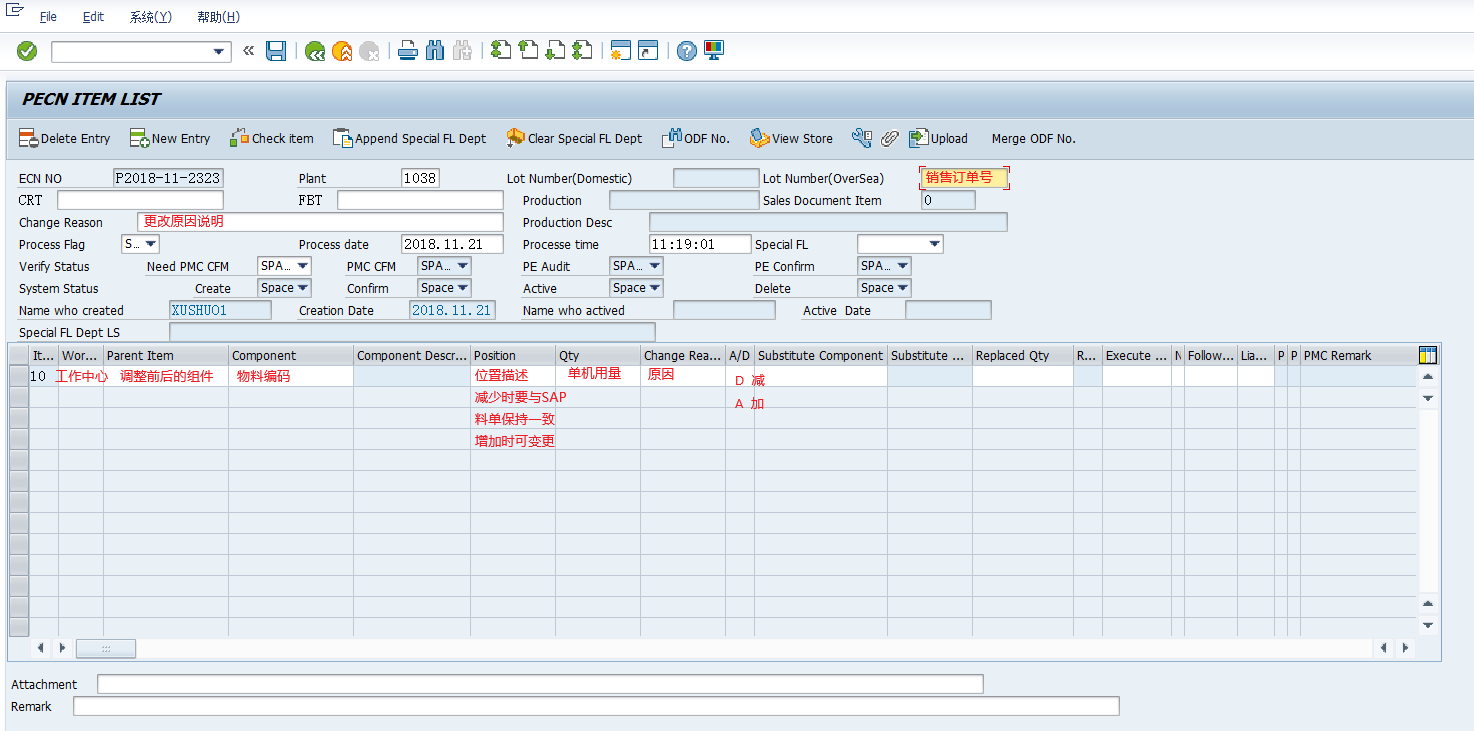 File Edit 系统(Y) 帮助(H)
PECN ITEM LIST
Delete Entry New Entry Check item Append Special FL Dept Clear Special FL Dept ODF No. View Store Upload Merge ODF No.
ECN NO P2018-11-2323 Plant 1038 Lot Number(Domestic) Lot Number(OverSea) 销售订单号
CRT FBT Production Sales Document Item 0
Change Reason 更改原因说明 Production Desc
Process Flag S... Process date 2018.11.21 Processe time 11:19:01 Special FL
Verify Status Need PMC CFM SPA... PMC CFM SPA... PE Audit SPA... PE Confirm SPA...
System Status Create Space Confirm Space Active Space Delete Space
Name who created XUSHUO1 Creation Date 2018.11.21 Name who actived Active Date
Special FL Dept LS
It... Wor... Parent Item Component Component Descr... Position Qty Change Rea... A/D Substitute Component Substitute ... Replaced Qty R... Execute ... N Follow... Lia... P P PMC Remark
10 工作中心 调整前后的组件 物料编码 位置描述 单机用量 原因 D 减
减少时要与SAP A 加
料单保持一致
增加时可变更
Attachment
Remark